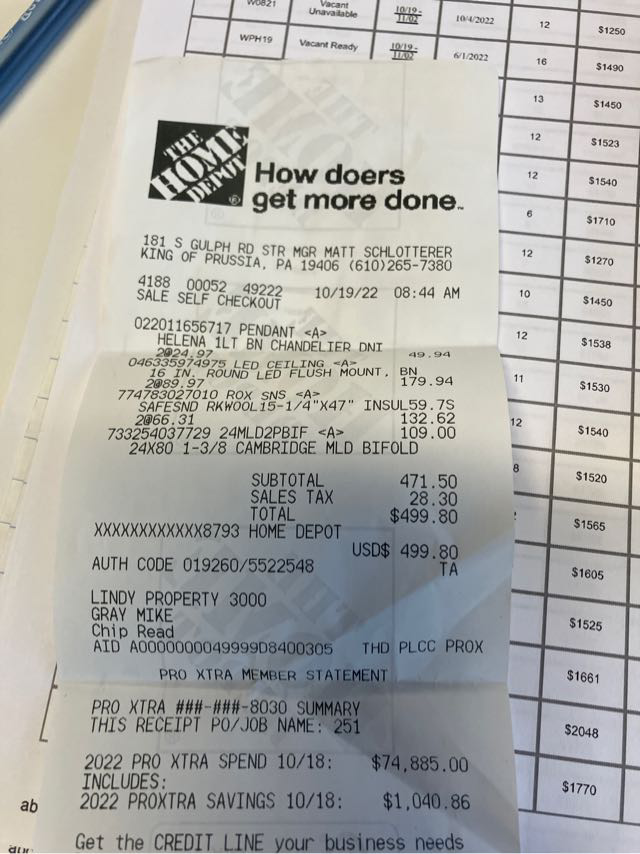 W0821 Vacant Unavailable 10/19 - 11/02 10/4/2022 12 $1250
WPH19 Vacant Ready 10/19 - 11/02 6/1/2022 16 $1490
13 $1450
12 $1523
12 $1540
6 $1710
12 $1270
10 $1450
12 $1538
11 $1530
12 $1540
8 $1520
$1565
$1605
$1525
$1661
$2048
$1770
THE HOME DEPOT ®
How doers
get more done™
181 S GULPH RD STR MGR MATT SCHLOTTERER
KING OF PRUSSIA, PA 19406 (610)265-7380
4188 00052 49222 10/19/22 08:44 AM
SALE SELF CHECKOUT
022011656717 PENDANT <A>
HELENA 1LT BN CHANDELIER DNI
2@24.97 49.94
046335974975 LED CEILING <A>
16 IN. ROUND LED FLUSH MOUNT, BN
2@89.97 179.94
774783027010 ROX SNS <A>
SAFESND RKWOOL15-1/4"X47" INSUL59.7S
2@66.31 132.62
733254037729 24MLD2PBIF <A> 109.00
24X80 1-3/8 CAMBRIDGE MLD BIFOLD
SUBTOTAL 471.50
SALES TAX 28.30
TOTAL $499.80
XXXXXXXXXXXX8793 HOME DEPOT
USD$ 499.80
AUTH CODE 019260/5522548 TA
LINDY PROPERTY 3000
GRAY MIKE
Chip Read
AID A0000000049999D8400305 THD PLCC PROX
PRO XTRA MEMBER STATEMENT
PRO XTRA ###-###-8030 SUMMARY
THIS RECEIPT PO/JOB NAME: 251
2022 PRO XTRA SPEND 10/18: $74,885.00
INCLUDES:
2022 PROXTRA SAVINGS 10/18: $1,040.86
Get the CREDIT LINE your business needs
ab